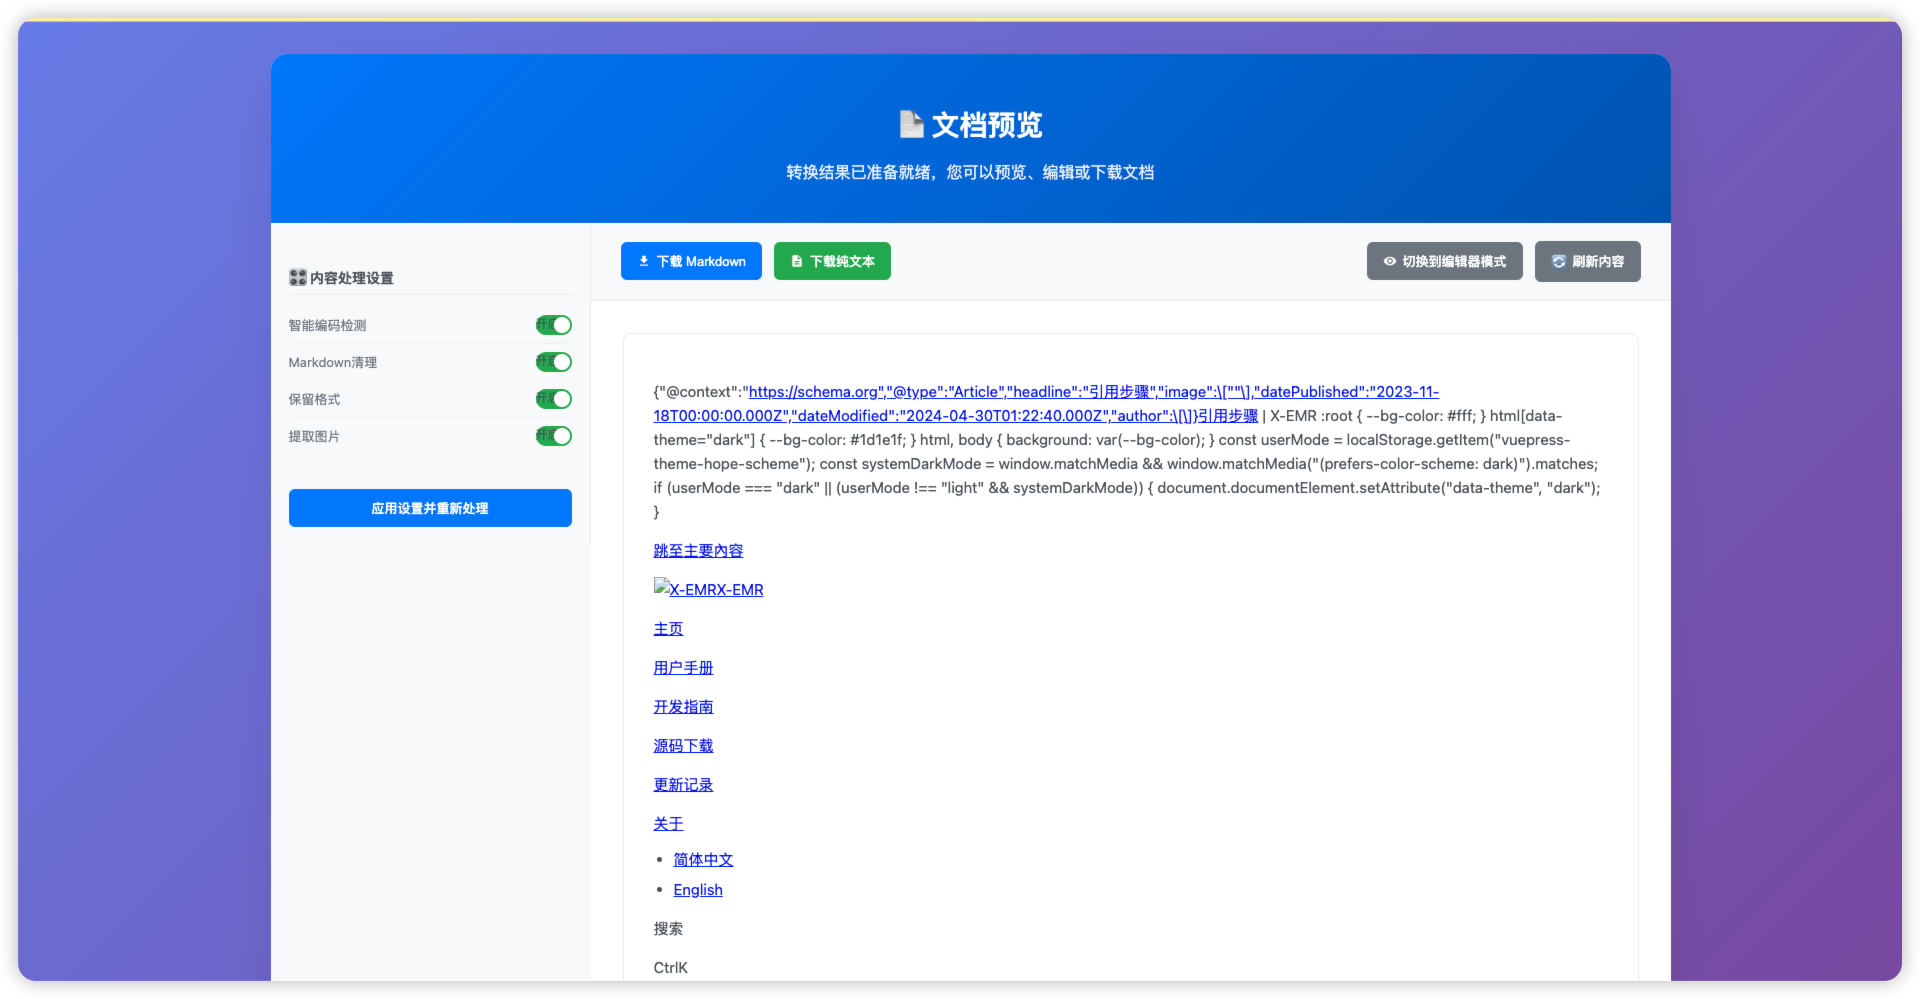 文档预览
转换结果已准备就绪，您可以预览、编辑或下载文档
内容处理设置
智能编码检测
开启
Markdown清理
开启
保留格式
开启
提取图片
开启
应用设置并重新处理
下载 Markdown
下载纯文本
切换到编辑器模式
刷新内容
{"@context":"https://schema.org","@type":"Article","headline":"引用步骤","image":\[""\],"datePublished":"2023-11-
18T00:00:00.000Z","dateModified":"2024-04-30T01:22:40.000Z","author":\[\]}引用步骤 | X-EMR :root { --bg-color: #fff; } html[data-
theme="dark"] { --bg-color: #1d1e1f; } html, body { background: var(--bg-color); } const userMode = localStorage.getItem("vuepress-
theme-hope-scheme"); const systemDarkMode = window.matchMedia && window.matchMedia("(prefers-color-scheme: dark)").matches;
if (userMode === "dark" || (userMode !== "light" && systemDarkMode)) { document.documentElement.setAttribute("data-theme", "dark");
}
跳至主要內容
X-EMRX-EMR
主页
用户手册
开发指南
源码下载
更新记录
关于
简体中文
English
搜索
CtrlK